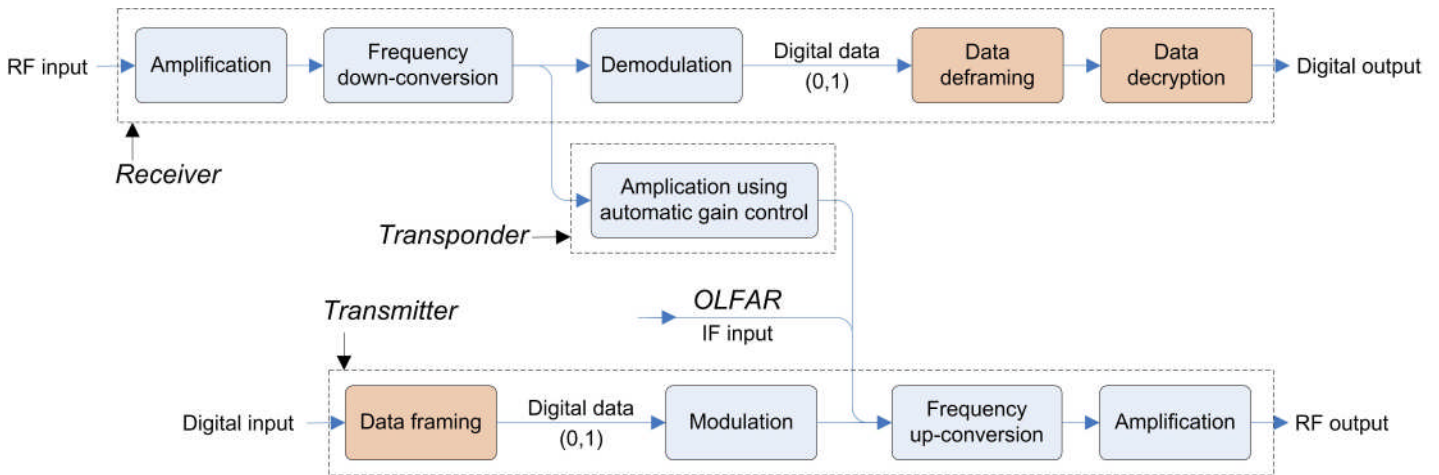 RF input
Amplification
Frequency
down-conversion
Demodulation
Digital data
(0,1)
Data
deframing
Data
decryption
Digital output
Receiver
Amplication using
automatic gain control
Transponder
OLFAR
IF input
Transmitter
Digital input
Data framing
Digital data
(0,1)
Modulation
Frequency
up-conversion
Amplification
RF output